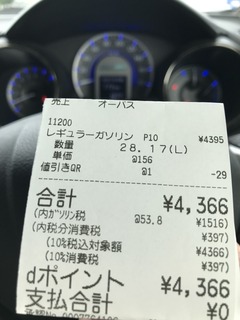 売上 オーパス
11200
レギュラーガソリン P10 ¥4395
数量 28.17(L)
単価 @156
値引きQR @1 -29
合計 ¥4,366
(内ガソリン税 @53.8 ¥1516)
(内税分消費税 ¥397)
(10%税込対象額 ¥4366)
(10%消費税 ¥397)
dポイント ¥4,366
支払合計 ¥0